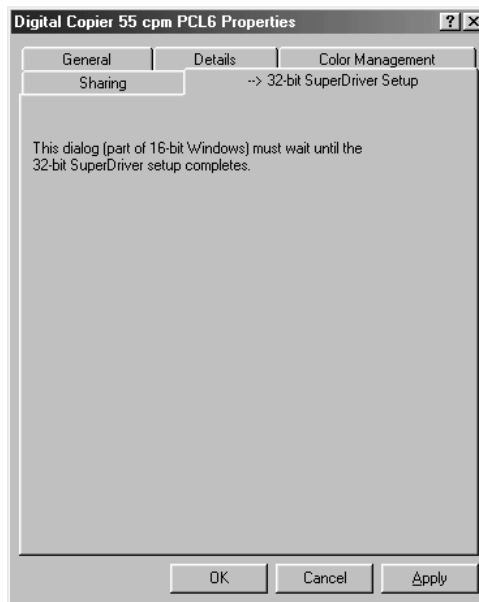 Digital Copier 55 cpm PCL6 Properties
General
Details
Color Management
Sharing
--> 32-bit SuperDriver Setup
This dialog (part of 16-bit Windows) must wait until the
32-bit SuperDriver setup completes.
OK
Cancel
Apply